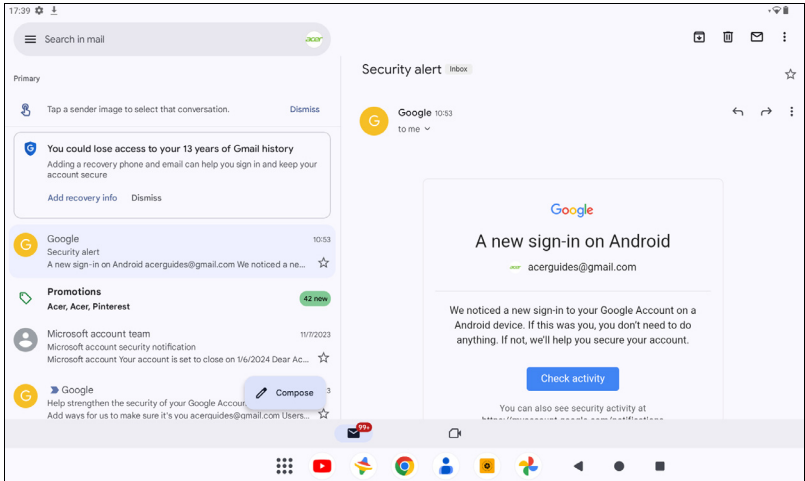 17:39
Search in mail
acer
Primary
Tap a sender image to select that conversation.
Dismiss
You could lose access to your 13 years of Gmail history
Adding a recovery phone and email can help you sign in and keep your
account secure
Add recovery info
Dismiss
G
Google
10:53
Security alert
A new sign-in on Android acerguides@gmail.com We noticed a ne...
Promotions
Acer, Acer, Pinterest
42 new
Microsoft account team
11/7/2023
Microsoft account security notification
Microsoft account Your account is set to close on 1/6/2024 Dear Ac...
G
Google
3
Help strengthen the security of your Google Accoun
Add ways for us to make sure it's you acerguides@gmail.com Users...
Compose
Security alert
Inbox
G
Google 10:53
to me
Google
A new sign-in on Android
acer acerguides@gmail.com
We noticed a new sign-in to your Google Account on a
Android device. If this was you, you don't need to do
anything. If not, we'll help you secure your account.
Check activity
You can also see security activity at
https://myaccount.google.com/notifications
99+